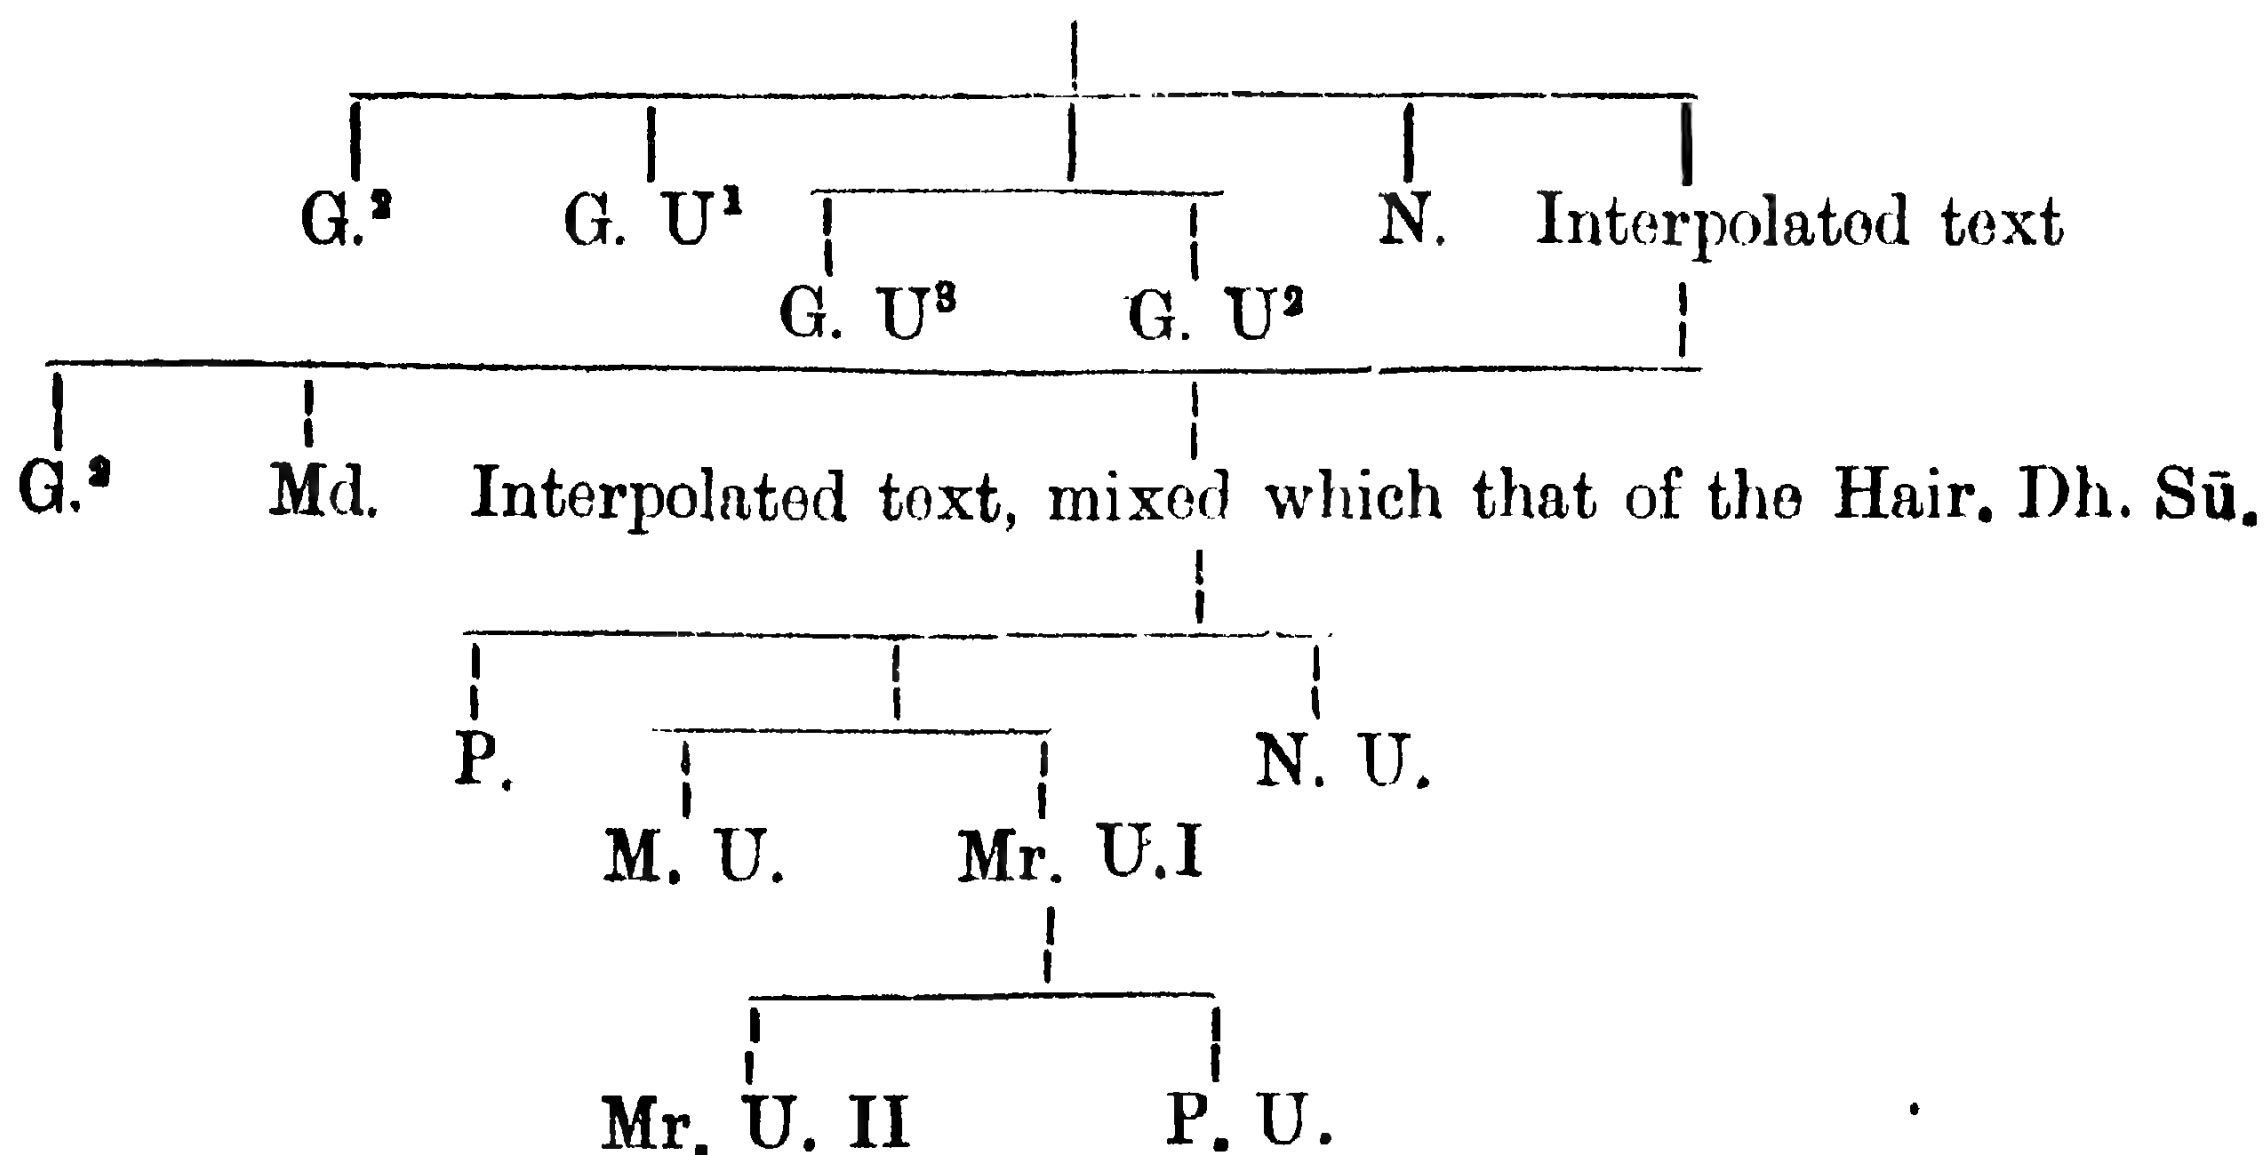 G.² G. U¹ N. Interpolated text
G. U³ G. U²
G.² Md. Interpolated text, mixed which that of the Hair. Dh. Sū.
P. N. U.
M. U. Mr. U.I
Mr. U. II P. U.